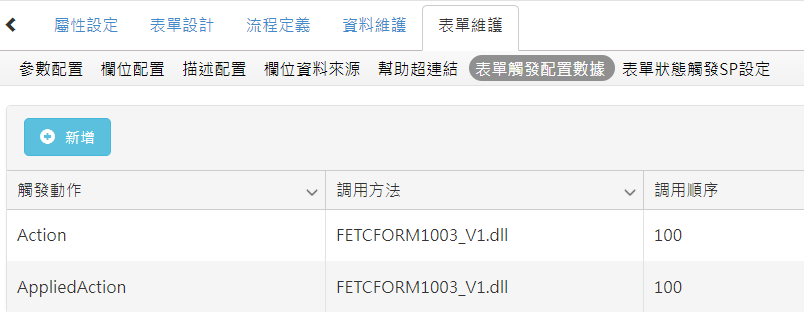 屬性設定 表單設計 流程定義 資料維護 表單維護
參數配置 欄位配置 描述配置 欄位資料來源 幫助超連結 表單觸發配置數據 表單狀態觸發SP設定
新增
觸發動作 調用方法 調用順序
Action FETCFORM1003_V1.dll 100
AppliedAction FETCFORM1003_V1.dll 100